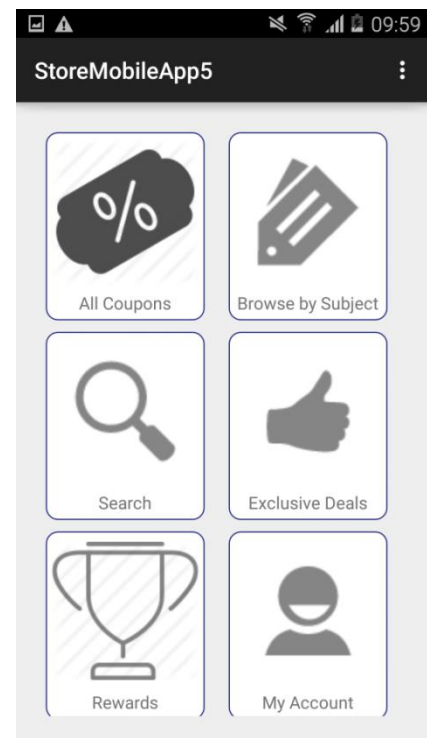 09:59
StoreMobileApp5
%
All Coupons
Browse by Subject
Search
Exclusive Deals
Rewards
My Account